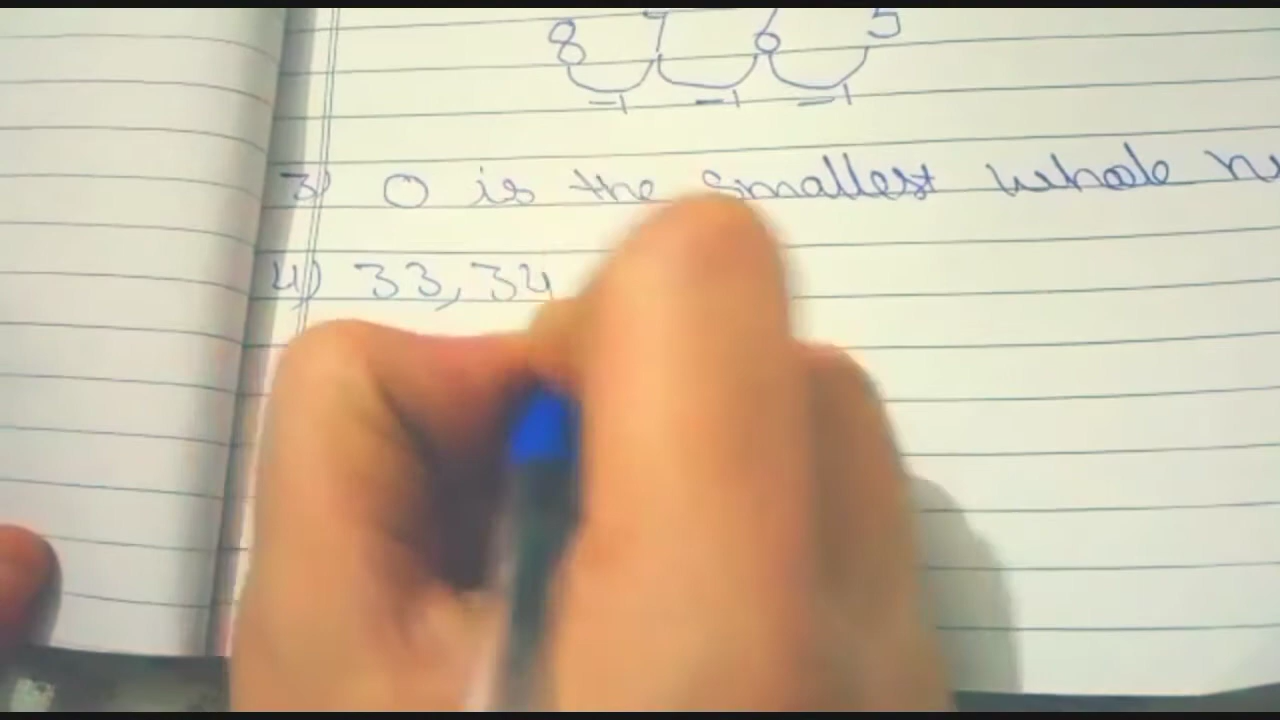 8 7 6 5
-1 -1 -1
3) 0 is the smallest whole
4) 33, 34